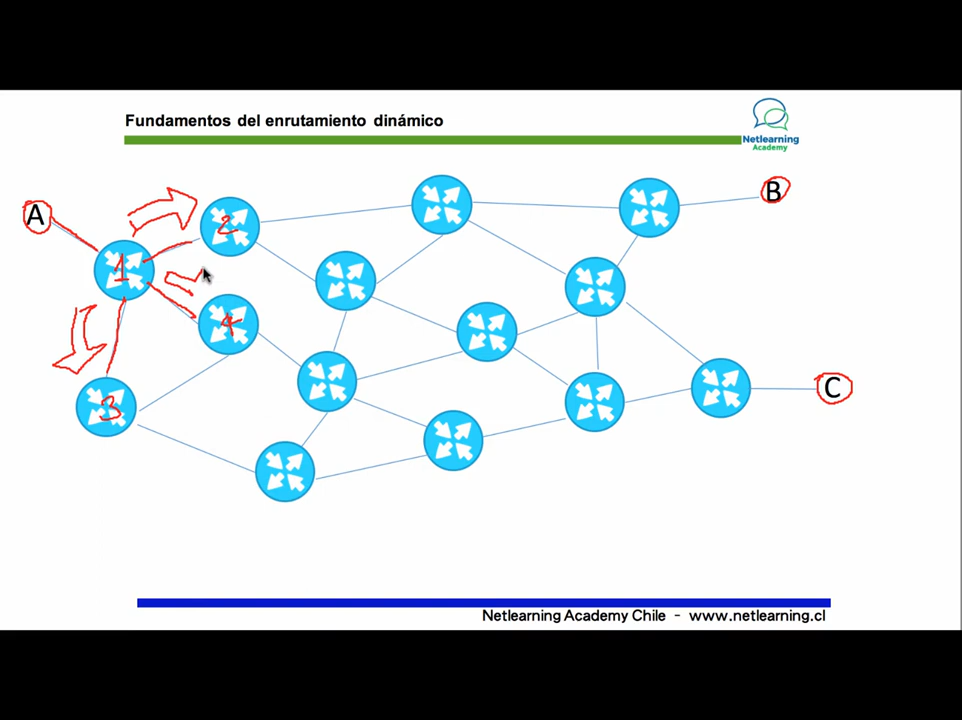 Fundamentos del enrutamiento dinámico
Netlearning
Academy
A
B
1
2
4
3
C
Netlearning Academy Chile - www.netlearning.cl